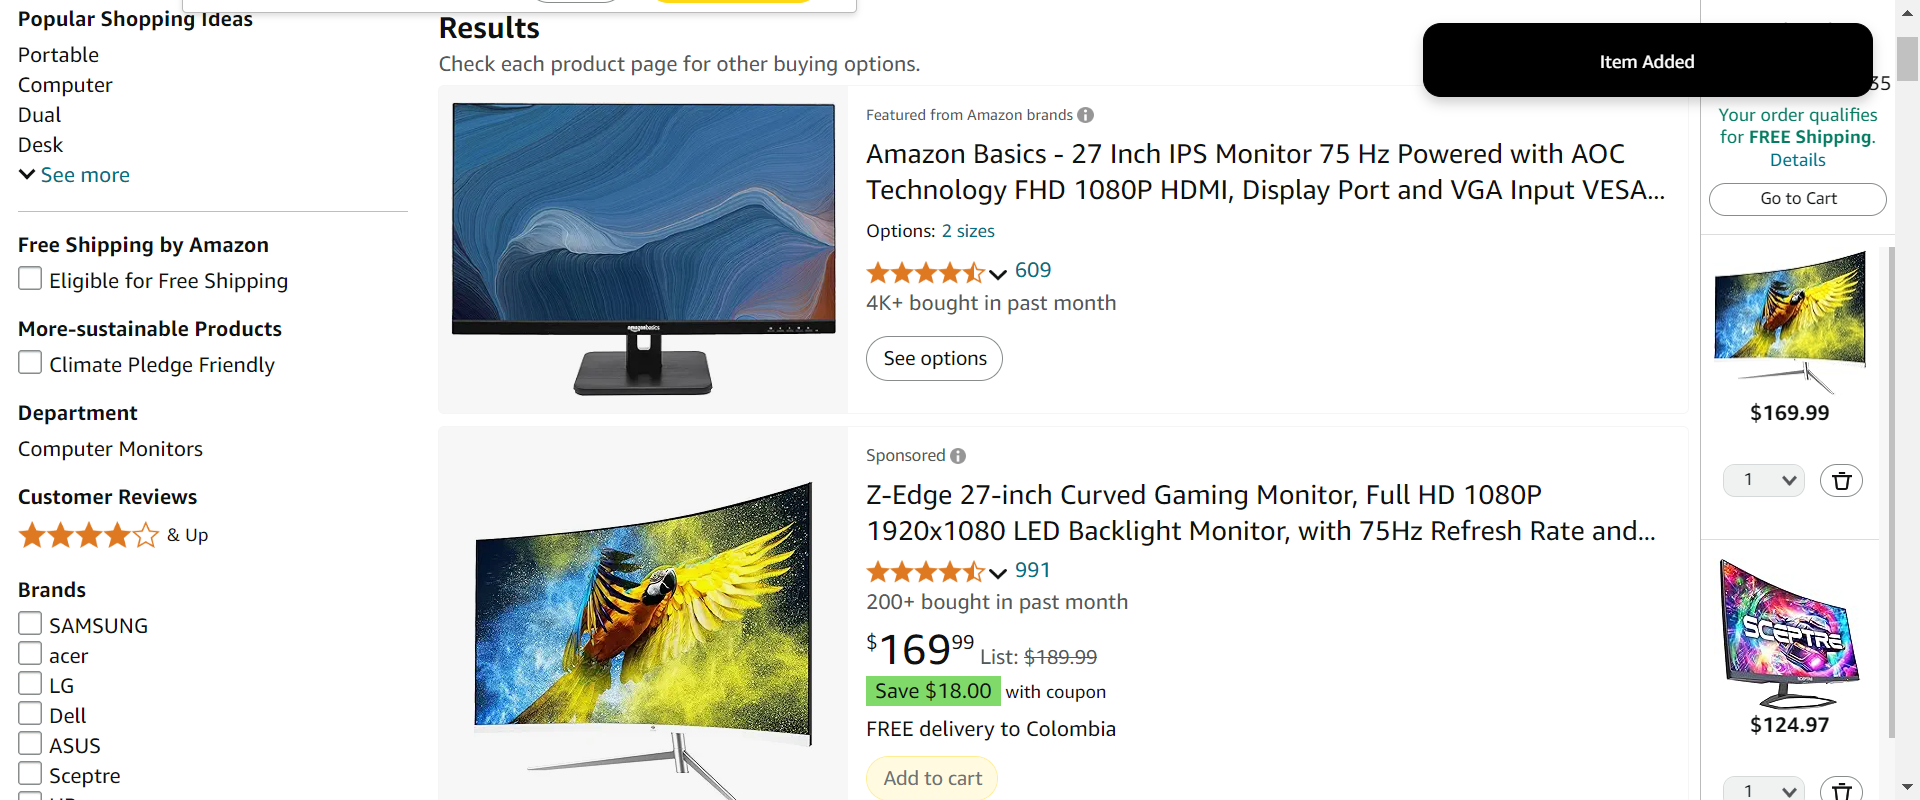 Popular Shopping Ideas
Portable
Computer
Dual
Desk
See more
Free Shipping by Amazon
Eligible for Free Shipping
More-sustainable Products
Climate Pledge Friendly
Department
Computer Monitors
Customer Reviews
& Up
Brands
SAMSUNG
acer
LG
Dell
ASUS
Sceptre
Results
Check each product page for other buying options.
amazonbasics
Featured from Amazon brands
Amazon Basics - 27 Inch IPS Monitor 75 Hz Powered with AOC
Technology FHD 1080P HDMI, Display Port and VGA Input VESA...
Options: 2 sizes
609
4K+ bought in past month
See options
Sponsored
Z-Edge 27-inch Curved Gaming Monitor, Full HD 1080P
1920x1080 LED Backlight Monitor, with 75Hz Refresh Rate and...
991
200+ bought in past month
$169.99 List: $189.99
Save $18.00 with coupon
FREE delivery to Colombia
Add to cart
Item Added
35
Your order qualifies
for FREE Shipping.
Details
Go to Cart
$169.99
1
SCEPTRE
$124.97
1